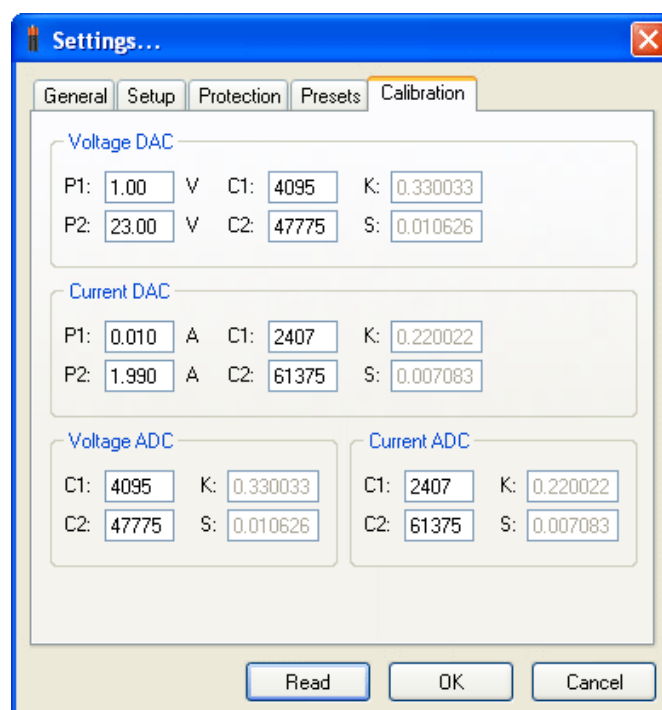 Settings...
General Setup Protection Presets Calibration
Voltage DAC
P1: 1.00 V C1: 4095 K: 0.330033
P2: 23.00 V C2: 47775 S: 0.010626
Current DAC
P1: 0.010 A C1: 2407 K: 0.220022
P2: 1.990 A C2: 61375 S: 0.007083
Voltage ADC
C1: 4095 K: 0.330033
C2: 47775 S: 0.010626
Current ADC
C1: 2407 K: 0.220022
C2: 61375 S: 0.007083
Read OK Cancel